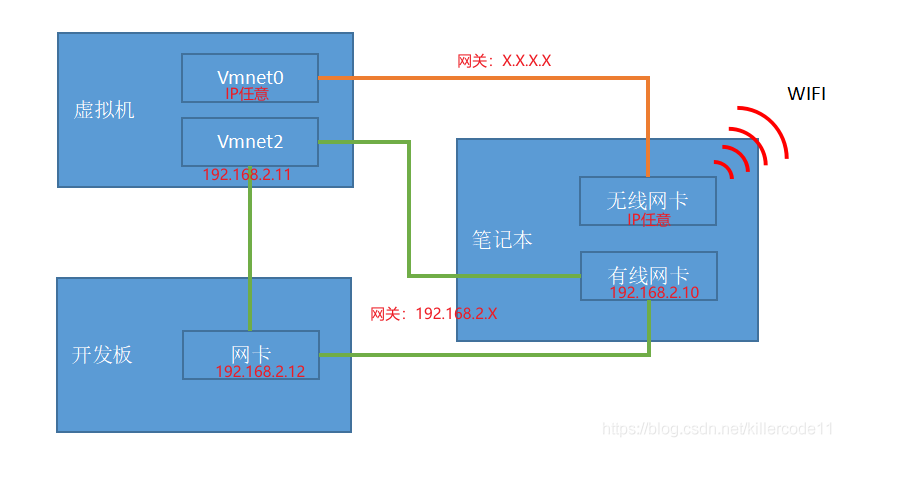 网关：X.X.X.X
WIFI
虚拟机
Vmnet0
IP任意
Vmnet2
192.168.2.11
笔记本
无线网卡
IP任意
有线网卡
192.168.2.10
网关：192.168.2.X
开发板
网卡
192.168.2.12
https://blog.csdn.net/killercode11